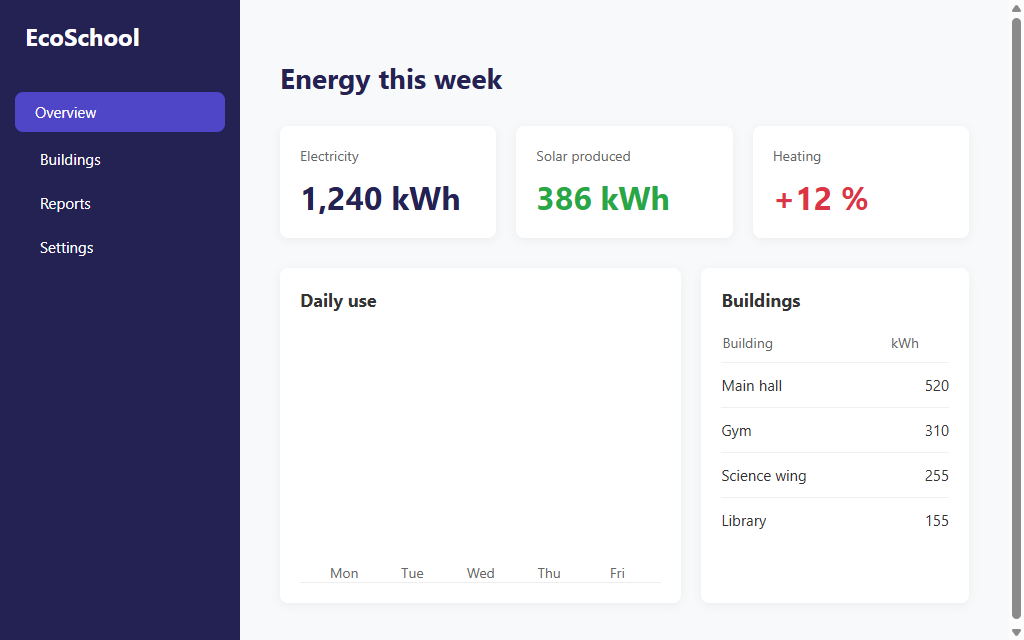 EcoSchool
Overview
Buildings
Reports
Settings
Energy this week
Electricity
1,240 kWh
Solar produced
386 kWh
Heating
+12 %
Daily use
Mon Tue Wed Thu Fri
Buildings
Building kWh
Main hall 520
Gym 310
Science wing 255
Library 155